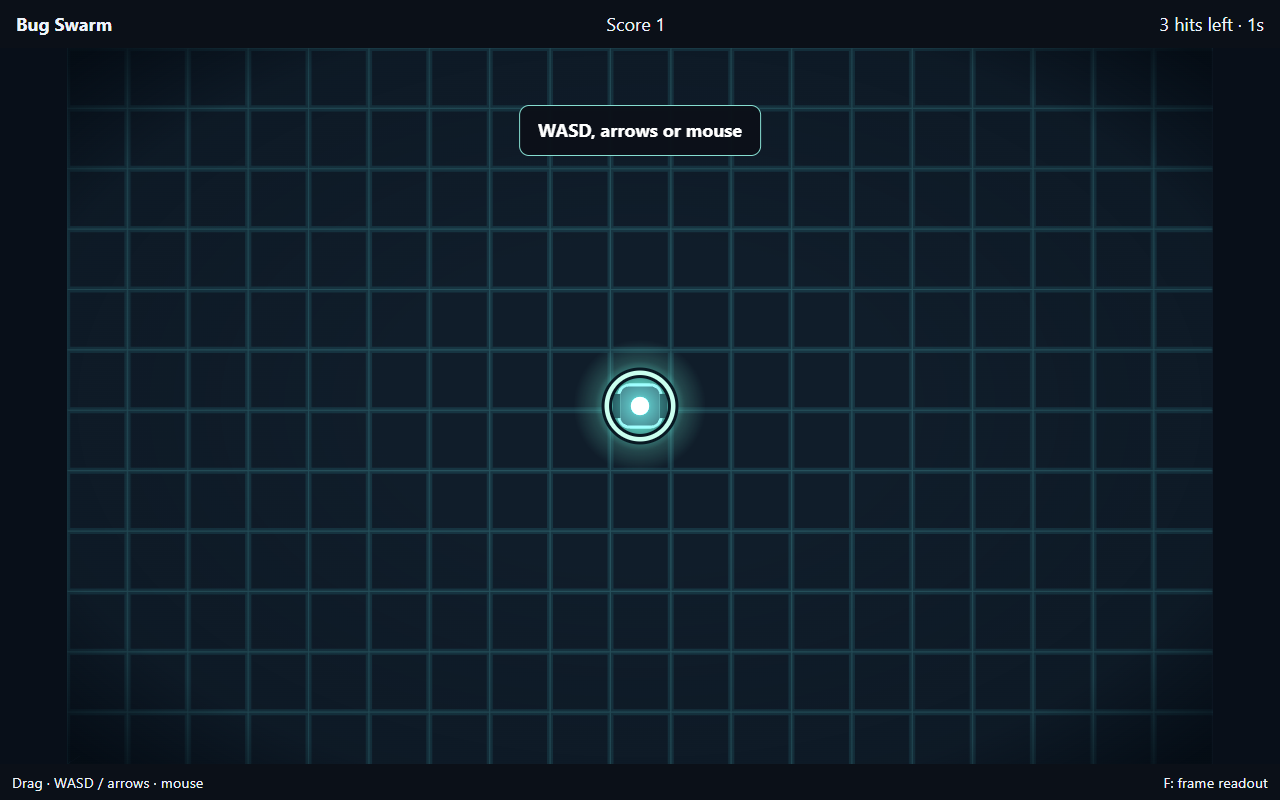 Bug Swarm
Score 1
3 hits left · 1s
WASD, arrows or mouse
Drag · WASD / arrows · mouse
F: frame readout